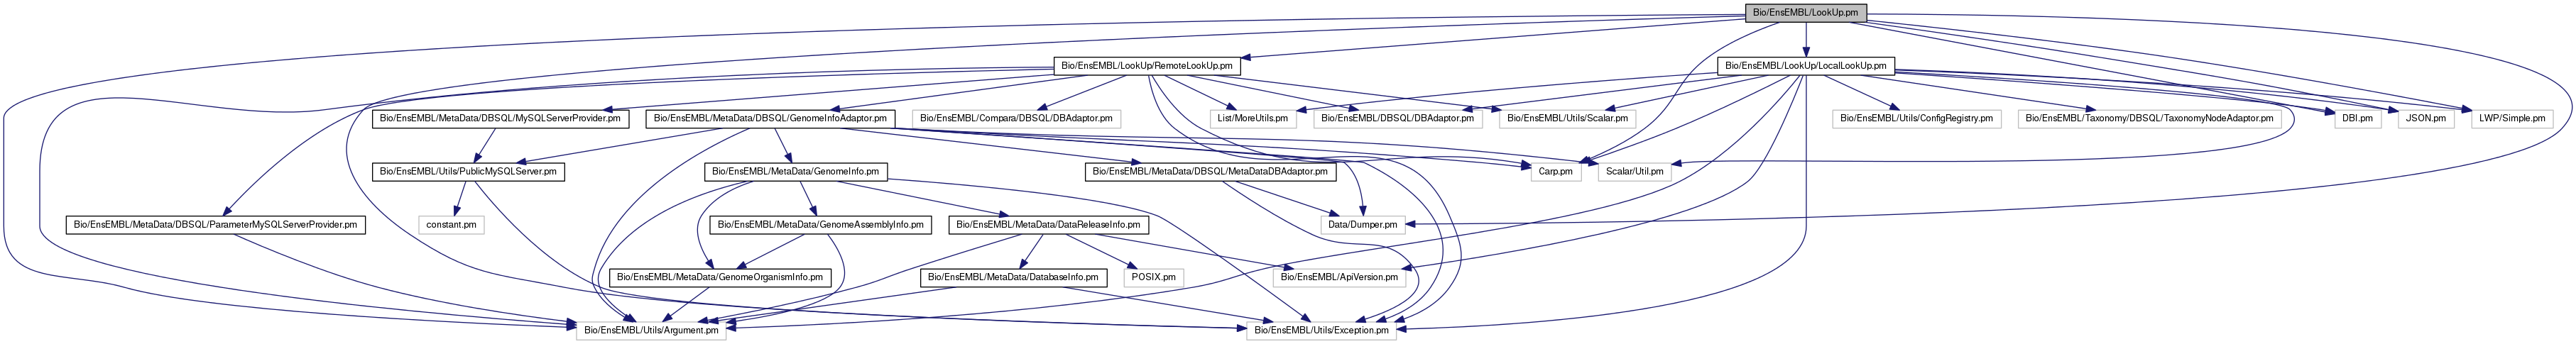 Bio/EnsEMBL/LookUp.pm
Bio/EnsEMBL/LookUp/RemoteLookUp.pm
Bio/EnsEMBL/LookUp/LocalLookUp.pm
Bio/EnsEMBL/MetaData/DBSQL/MySQLServerProvider.pm
Bio/EnsEMBL/MetaData/DBSQL/GenomeInfoAdaptor.pm
Bio/EnsEMBL/Compara/DBSQL/DBAdaptor.pm
List/MoreUtils.pm
Bio/EnsEMBL/DBSQL/DBAdaptor.pm
Bio/EnsEMBL/Utils/Scalar.pm
Bio/EnsEMBL/Utils/ConfigRegistry.pm
Bio/EnsEMBL/Taxonomy/DBSQL/TaxonomyNodeAdaptor.pm
DBI.pm
JSON.pm
LWP/Simple.pm
Bio/EnsEMBL/Utils/PublicMySQLServer.pm
Bio/EnsEMBL/MetaData/GenomeInfo.pm
Bio/EnsEMBL/MetaData/DBSQL/MetaDataDBAdaptor.pm
Carp.pm
Scalar/Util.pm
Bio/EnsEMBL/MetaData/DBSQL/ParameterMySQLServerProvider.pm
constant.pm
Bio/EnsEMBL/MetaData/GenomeAssemblyInfo.pm
Bio/EnsEMBL/MetaData/DataReleaseInfo.pm
Data/Dumper.pm
Bio/EnsEMBL/MetaData/GenomeOrganismInfo.pm
Bio/EnsEMBL/MetaData/DatabaseInfo.pm
POSIX.pm
Bio/EnsEMBL/ApiVersion.pm
Bio/EnsEMBL/Utils/Argument.pm
Bio/EnsEMBL/Utils/Exception.pm